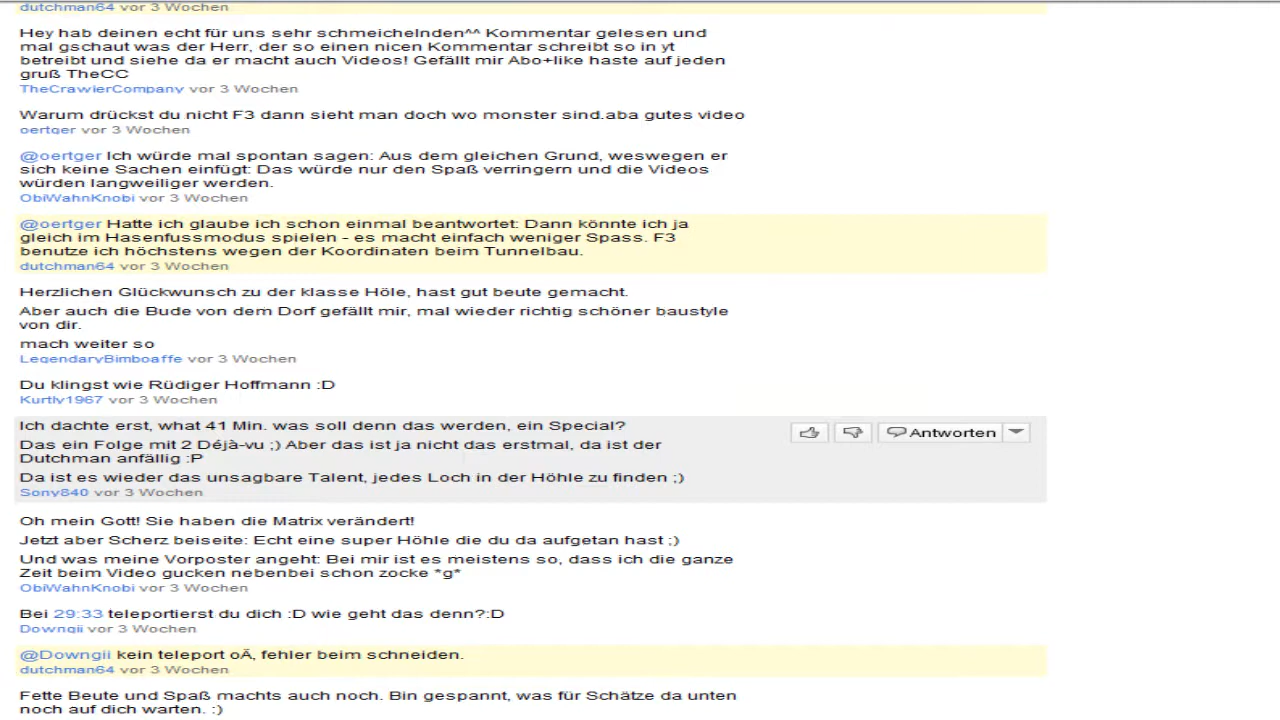 dutchman64 vor 3 Wochen
Hey hab deinen echt für uns sehr schmeichelnden^^ Kommentar gelesen und
mal gschaut was der Herr, der so einen nicen Kommentar schreibt so in yt
betreibt und siehe da er macht auch Videos! Gefällt mir Abo+like haste auf jeden
gruß TheCC
TheCrawlerCompany vor 3 Wochen
Warum drückst du nicht F3 dann sieht man doch wo monster sind.aba gutes video
oertger vor 3 Wochen
@oertger Ich würde mal spontan sagen: Aus dem gleichen Grund, weswegen er
sich keine Sachen einfügt: Das würde nur den Spaß verringern und die Videos
würden langweiliger werden.
ObiWahnKnobi vor 3 Wochen
@oertger Hatte ich glaube ich schon einmal beantwortet: Dann könnte ich ja
gleich im Hasenfussmodus spielen - es macht einfach weniger Spass. F3
benutze ich höchstens wegen der Koordinaten beim Tunnelbau.
dutchman64 vor 3 Wochen
Herzlichen Glückwunsch zu der klasse Höle, hast gut beute gemacht.
Aber auch die Bude von dem Dorf gefällt mir, mal wieder richtig schöner baustyle
von dir.
mach weiter so
LegendaryBimboaffe vor 3 Wochen
Du klingst wie Rüdiger Hoffmann :D
Kurtly1967 vor 3 Wochen
Ich dachte erst, what 41 Min. was soll denn das werden, ein Special?
Das ein Folge mit 2 Déjà-vu ;) Aber das ist ja nicht das erstmal, da ist der
Dutchman anfällig :P
Da ist es wieder das unsagbare Talent, jedes Loch in der Höhle zu finden ;)
Sony840 vor 3 Wochen
Antworten
Oh mein Gott! Sie haben die Matrix verändert!
Jetzt aber Scherz beiseite: Echt eine super Höhle die du da aufgetan hast ;)
Und was meine Vorposter angeht: Bei mir ist es meistens so, dass ich die ganze
Zeit beim Video gucken nebenbei schon zocke *g*
ObiWahnKnobi vor 3 Wochen
Bei 29:33 teleportierst du dich :D wie geht das denn?:D
Downgii vor 3 Wochen
@Downgii kein teleport oÄ, fehler beim schneiden.
dutchman64 vor 3 Wochen
Fette Beute und Spaß machts auch noch. Bin gespannt, was für Schätze da unten
noch auf dich warten. :)